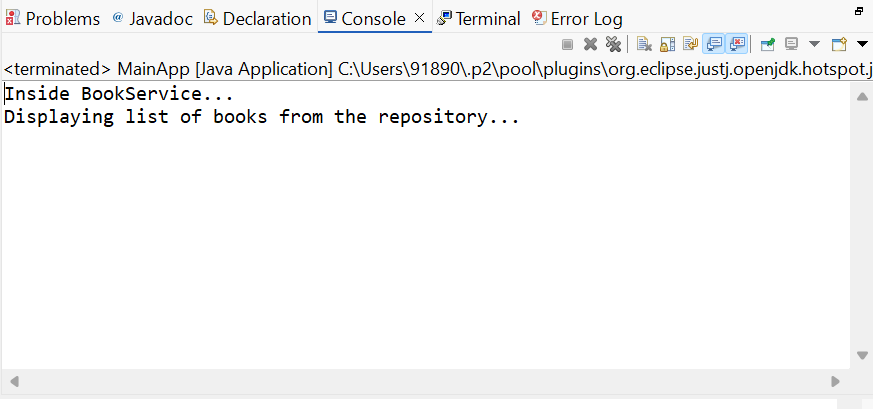 Problems Javadoc Declaration Console Terminal Error Log
<terminated> MainApp [Java Application] C:\Users\91890\.p2\pool\plugins\org.eclipse.justj.openjdk.hotspot.j
Inside BookService...
Displaying list of books from the repository...